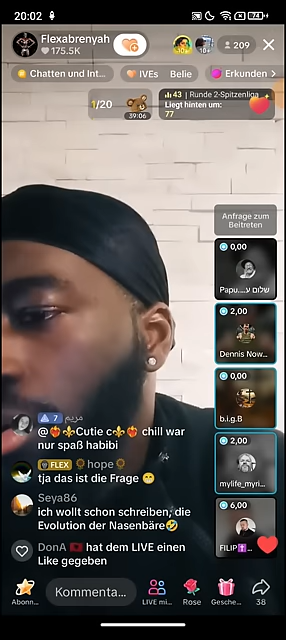 20:02
74
Flexabrenyah
175.5K
10+
209
Chatten und Int...
IVEs
Belie
Erkunden
1/20
39:06
43 | Runde 2-Spitzenliga
Liegt hinten um:
77
Anfrage zum
Beitreten
0,00
Papu.... שלום ע
2,00
Dennis Now...
0,00
b.i.g.B
2,00
mylife_myri...
6,00
FILIP
7 مريم
@Cutie c chill war
nur spaß habibi
FLEX hope
tja das ist die Frage
Seya86
ich wollt schon schreiben, die
Evolution der Nasenbäre
DonA hat dem LIVE einen
Like gegeben
Abonn...
Kommenta...
LIVE mi...
Rose
Gesche...
38